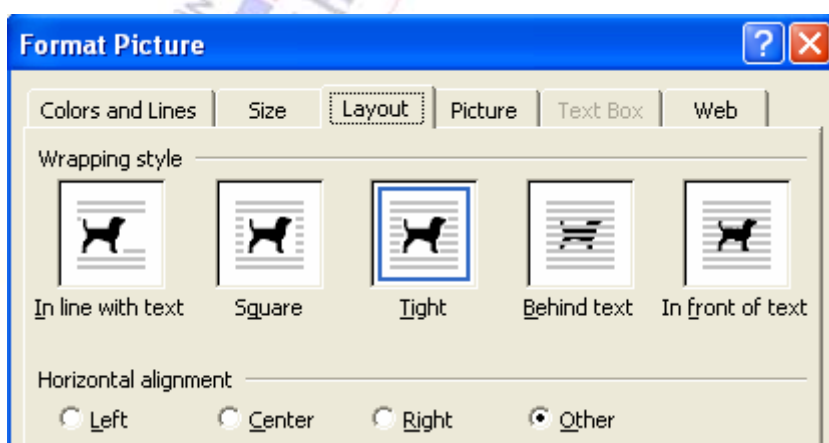 Format Picture
Colors and Lines Size Layout Picture Text Box Web
Wrapping style
In line with text Square Tight Behind text In front of text
Horizontal alignment
Left Center Right Other